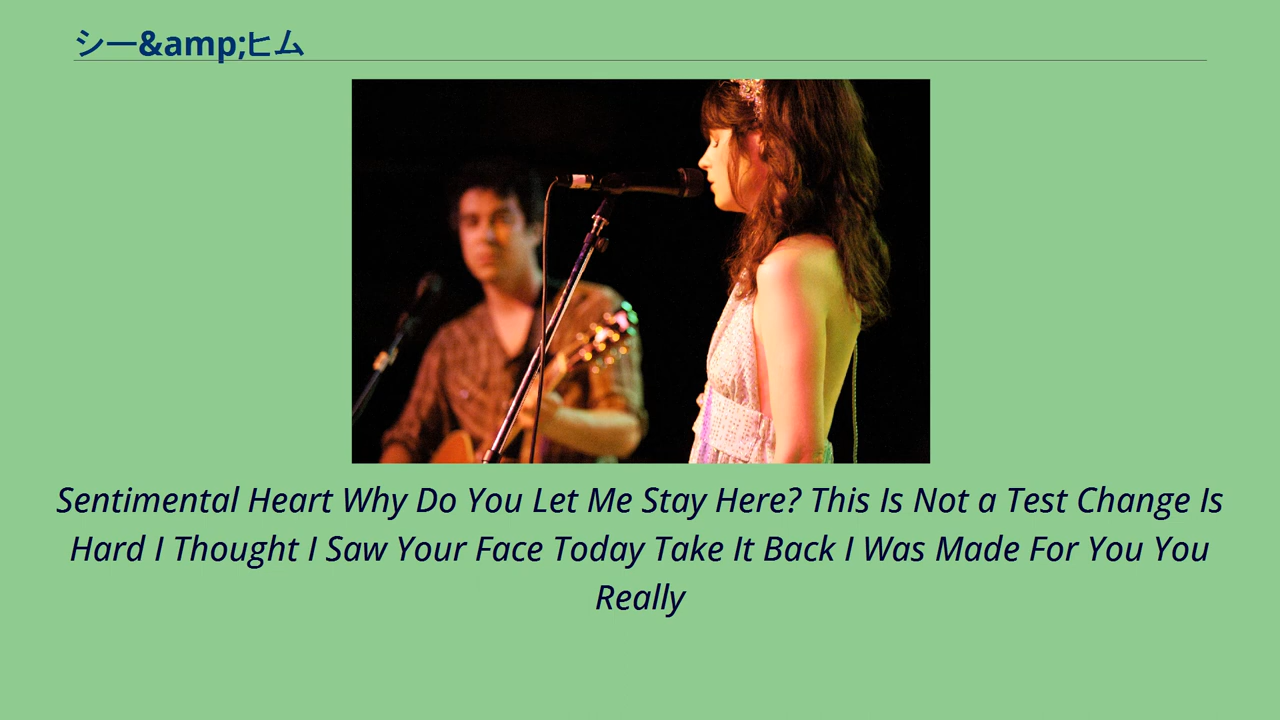 シー&amp;ヒム
Sentimental Heart Why Do You Let Me Stay Here? This Is Not a Test Change Is
Hard I Thought I Saw Your Face Today Take It Back I Was Made For You You
Really